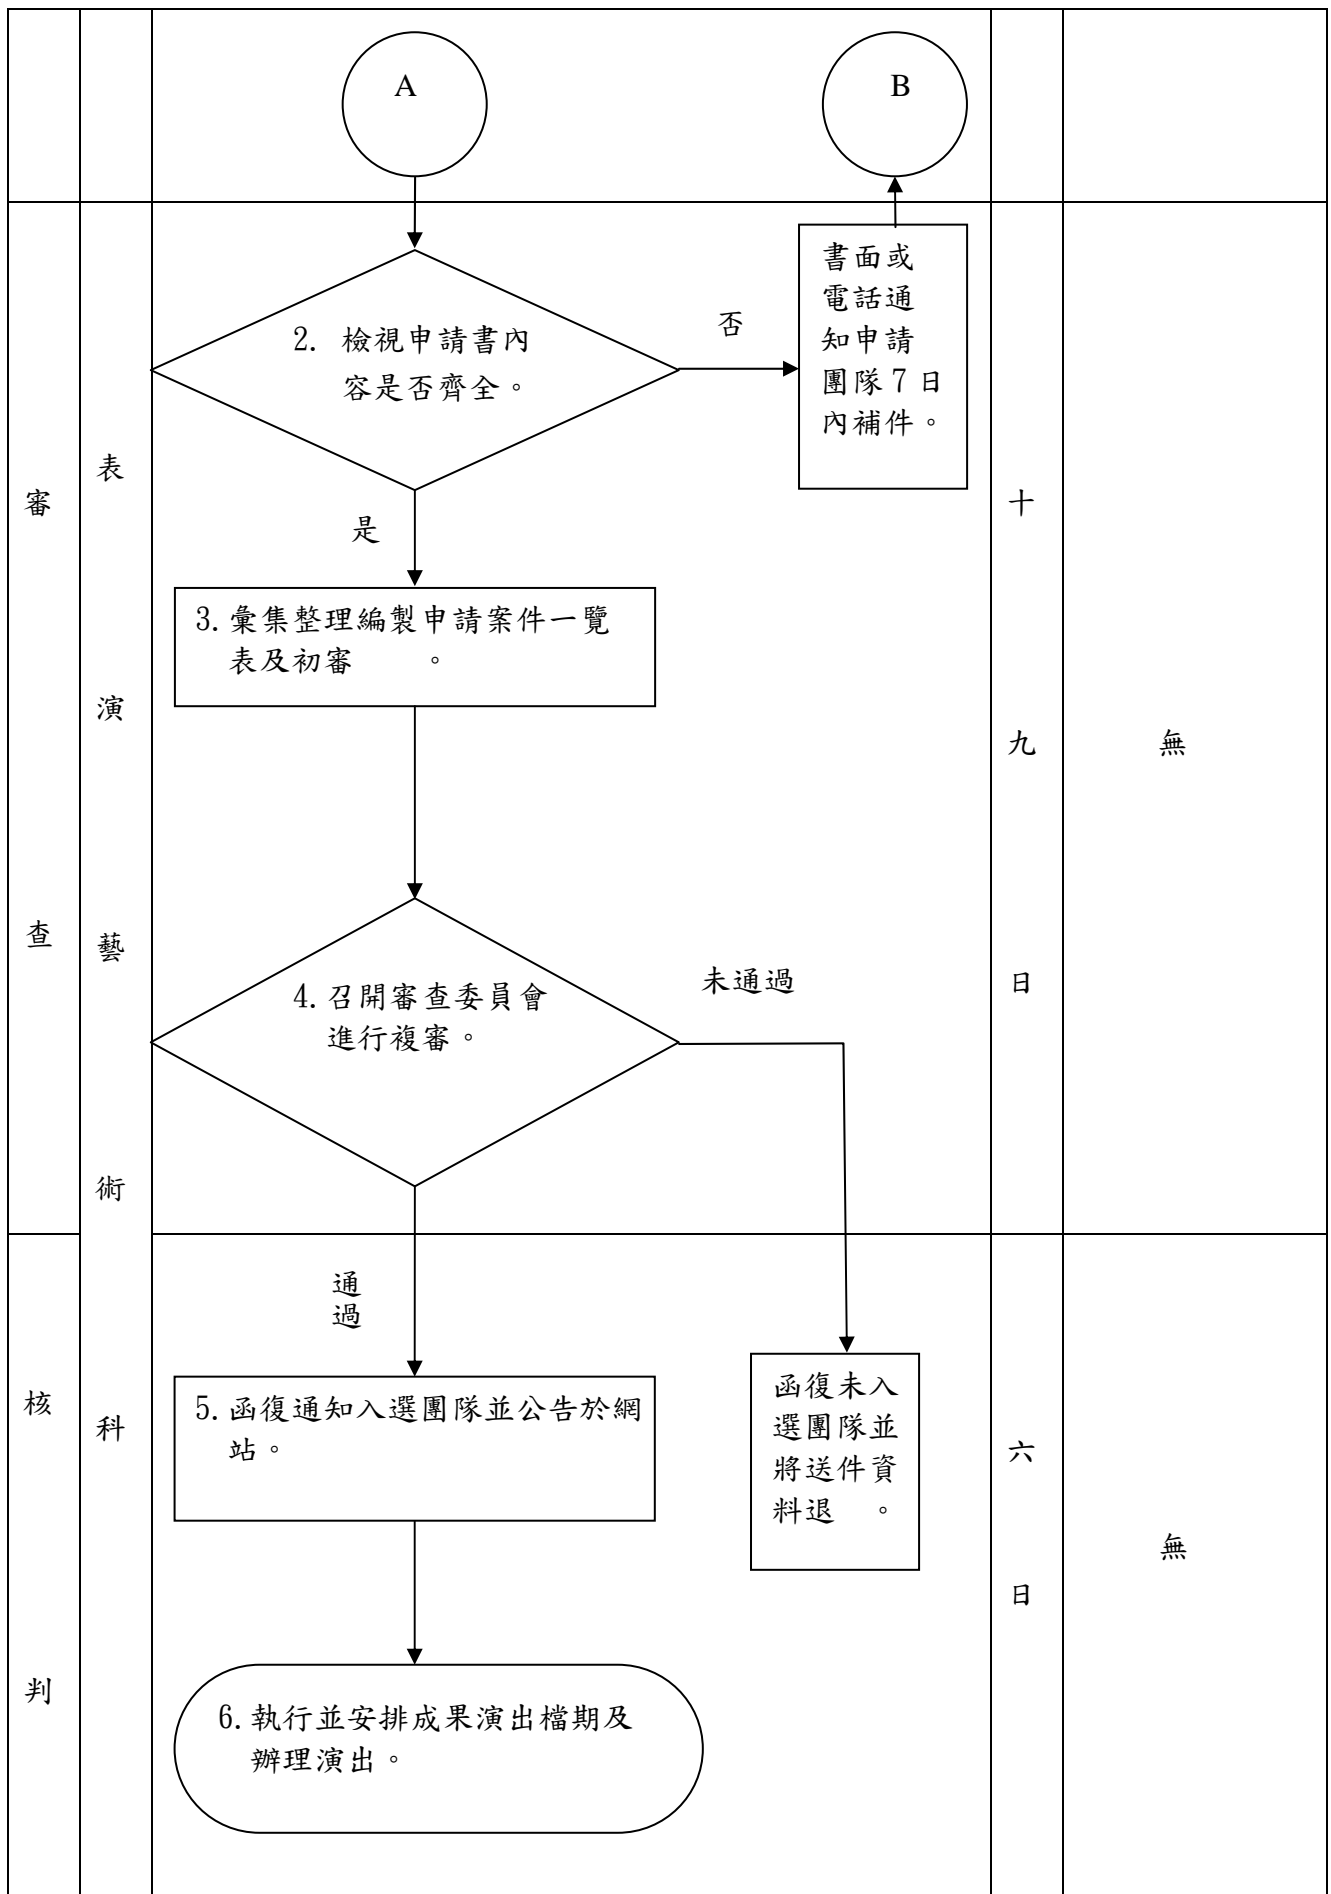 A
B
書面或
電話通
知申請
團隊7日
內補件。
否
2. 檢視申請書內
容是否齊全。
是
3.彙集整理編製申請案件一覽
表及初審　　。
4.召開審查委員會
進行複審。
未通過
審查
表演藝術科
十九日
無
通
過
5.函復通知入選團隊並公告於網
站。
函復未入
選團隊並
將送件資
料退　。
6.執行並安排成果演出檔期及
辦理演出。
核判
六日
無